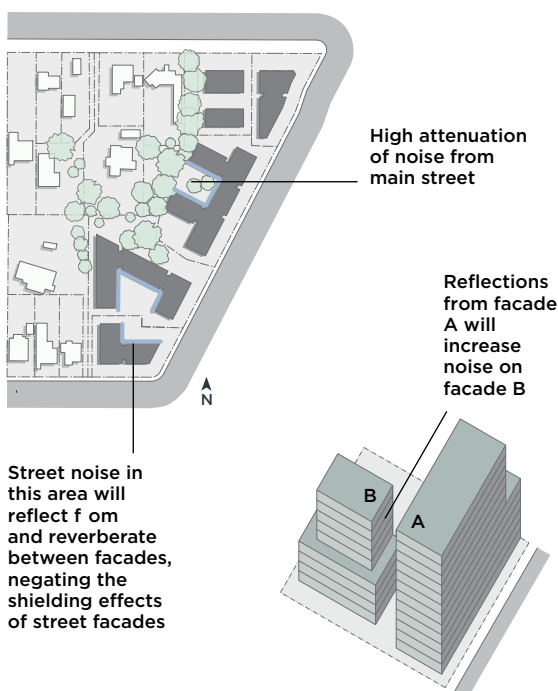 High attenuation
of noise from
main street
N
Reflections
from facade
A will
increase
noise on
facade B
Street noise in
this area will
reflect f om
and reverberate
between facades,
negating the
shielding effects
of street facades
B
A